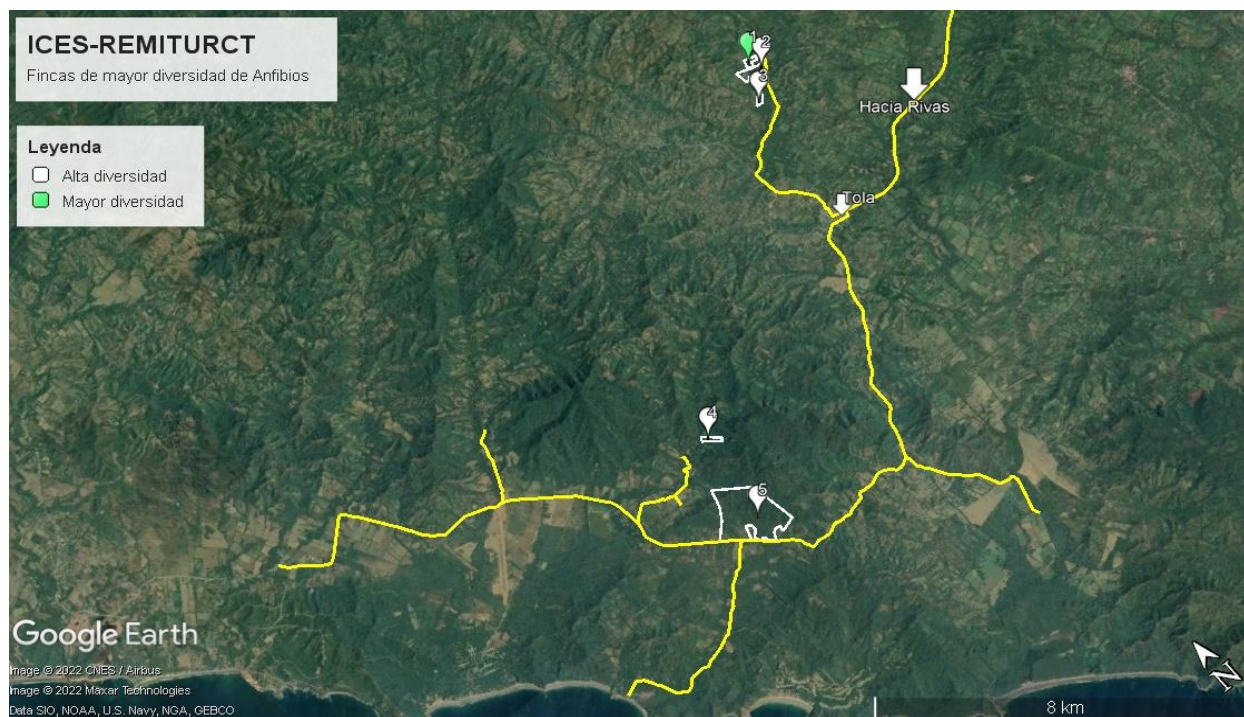 ICES-REMITURCT
Fincas de mayor diversidad de Anfibios
Leyenda
Alta diversidad
Mayor diversidad
1
2
3
Hacia Rivas
Tola
4
5
Google Earth
Image © 2022 CNES / Airbus
Image © 2022 Maxar Technologies
Data SIO, NOAA, U.S. Navy, NGA, GEBCO
N
8 km